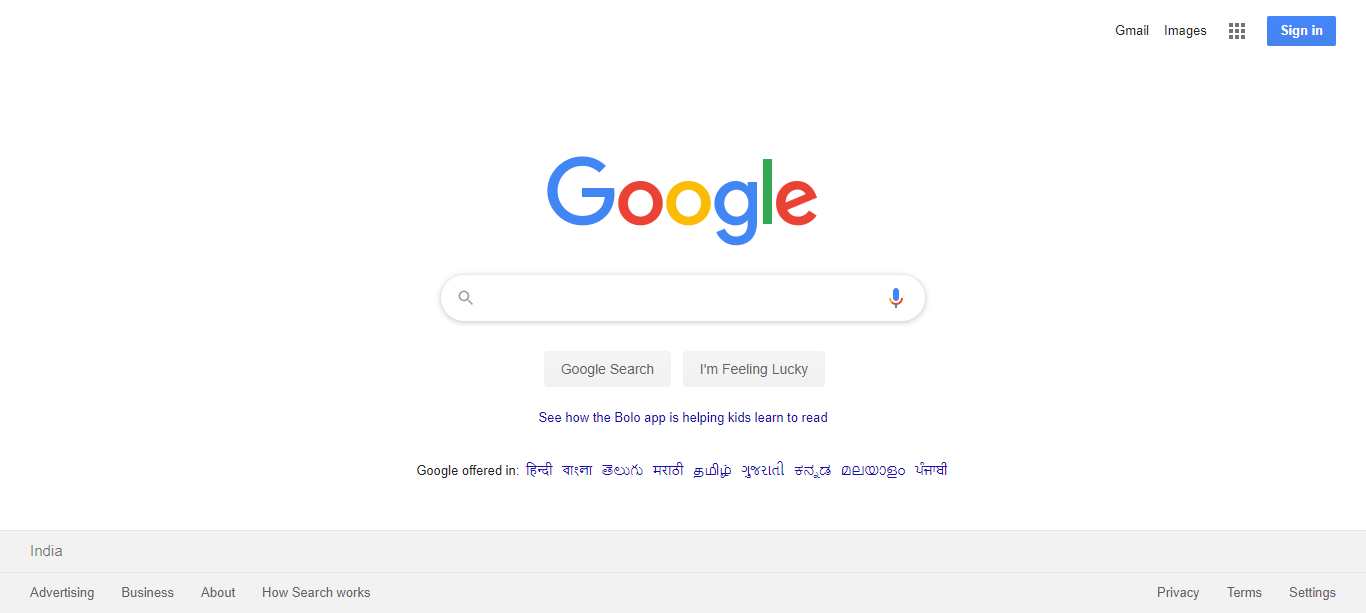 Gmail Images Sign in
Google
Google Search I'm Feeling Lucky
See how the Bolo app is helping kids learn to read
Google offered in: हिन्दी বাংলা తెలుగు मराठी தமிழ் ગુજરાતી ಕನ್ನಡ മലയാളം ਪੰਜਾਬੀ
India
Advertising Business About How Search works Privacy Terms Settings